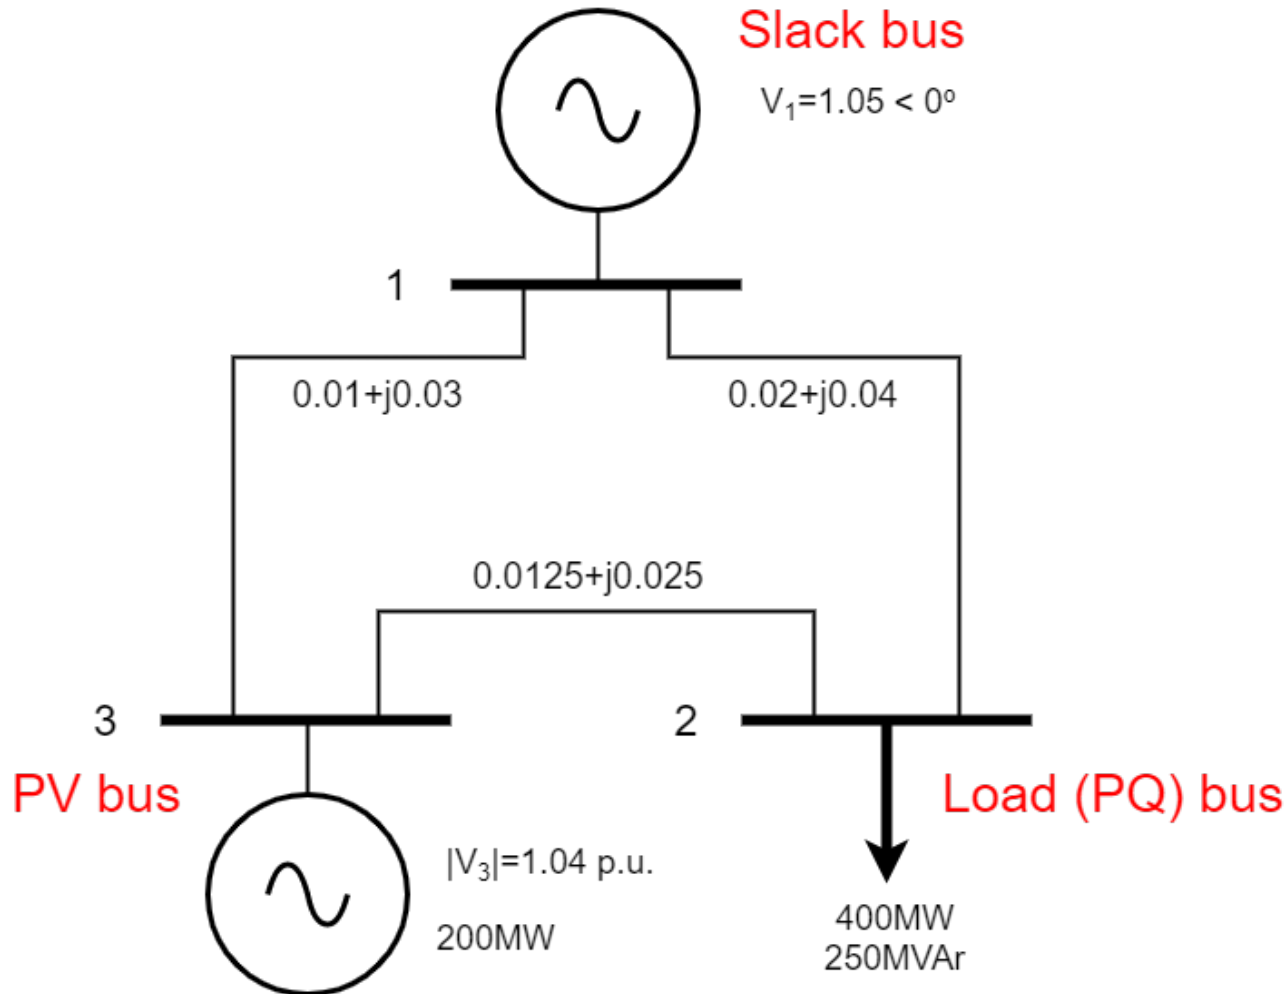 Slack bus
V₁=1.05 < 0º
1
0.01+j0.03
0.02+j0.04
0.0125+j0.025
3
2
PV bus
Load (PQ) bus
|V₃|=1.04 p.u.
200MW
400MW
250MVAr